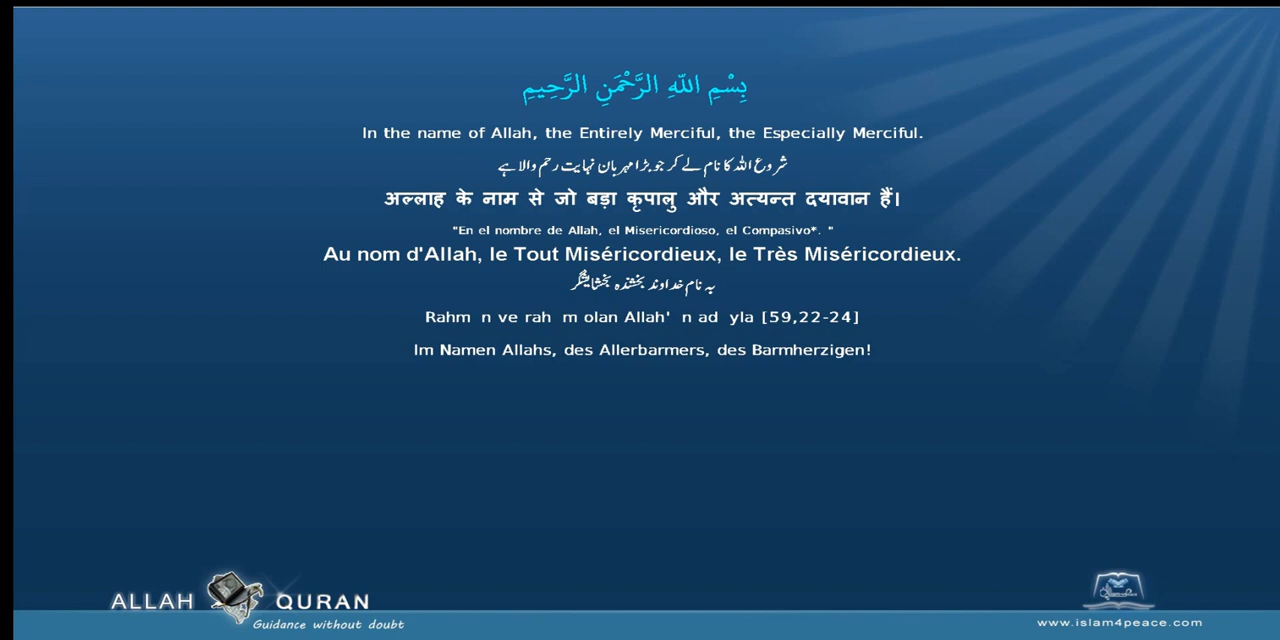 بِسْمِ اللّهِ الرَّحْمَنِ الرَّحِيمِ
In the name of Allah, the Entirely Merciful, the Especially Merciful.
شروع الله کا نام لے کر جو بڑا مہربان نہایت رحم والا ہے
अल्लाह के नाम से जो बड़ा कृपालु और अत्यन्त दयावान हैं।
"En el nombre de Allah, el Misericordioso, el Compasivo*. "
Au nom d'Allah, le Tout Miséricordieux, le Très Miséricordieux.
به نام خداوند بخشنده بخشایشگر
Rahm n ve rah m olan Allah' n ad yla [59,22-24]
Im Namen Allahs, des Allerbarmers, des Barmherzigen!
ALLAH QURAN
Guidance without doubt
www.islam4peace.com